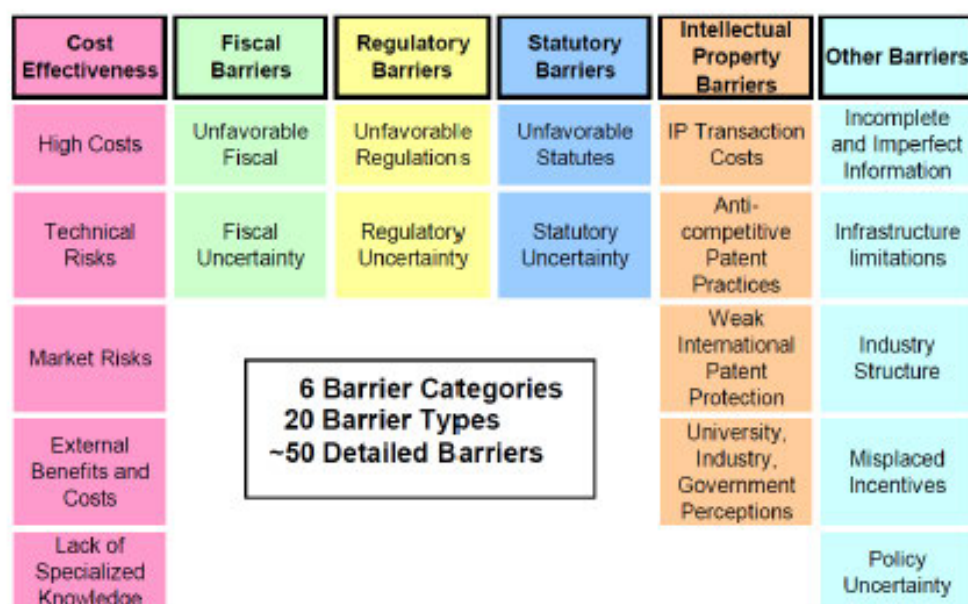 Cost
Effectiveness
Fiscal
Barriers
Regulatory
Barriers
Statutory
Barriers
Intellectual
Property
Barriers
Other Barriers
High Costs
Unfavorable
Fiscal
Unfavorable
Regulations
Unfavorable
Statutes
IP Transaction
Costs
Incomplete
and Imperfect
Information
Technical
Risks
Fiscal
Uncertainty
Regulatory
Uncertainty
Statutory
Uncertainty
Anti-
competitive
Patent
Practices
Infrastructure
limitations
Market Risks
Weak
International
Patent
Protection
Industry
Structure
6 Barrier Categories
20 Barrier Types
~50 Detailed Barriers
External
Benefits and
Costs
University,
Industry,
Government
Perceptions
Misplaced
Incentives
Lack of
Specialized
Knowledge
Policy
Uncertainty